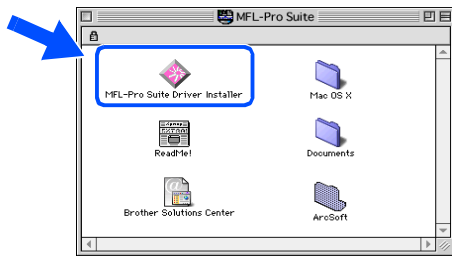 MFL-Pro Suite
MFL-Pro Suite Driver Installer
Mac OS X
ReadMe!
Documents
Brother Solutions Center
ArcSoft